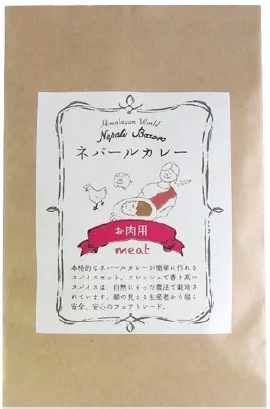 Himalayan World
Nepali Bazaro
ネパールカレー
お肉用
meat
本格的なネパールカレーが簡単に作れる
スパイスセット。フレッシュで香り高い
スパイスは、自然にそった農法で栽培さ
れています。顔の見える生産者から届く
安全、安心のフェアトレード。